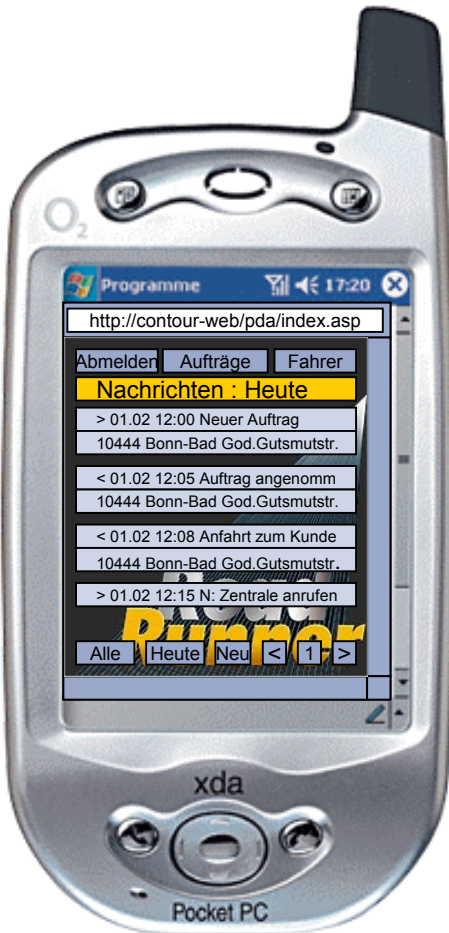 O2
Programme 17:20
http://contour-web/pda/index.asp
Abmelden Aufträge Fahrer
Nachrichten : Heute
> 01.02 12:00 Neuer Auftrag
10444 Bonn-Bad God.Gutsmutstr.
< 01.02 12:05 Auftrag angenomm
10444 Bonn-Bad God.Gutsmutstr.
< 01.02 12:08 Anfahrt zum Kunde
10444 Bonn-Bad God.Gutsmutstr.
> 01.02 12:15 N: Zentrale anrufen
Road
Runner
Alle Heute Neu < 1 >
xda
Pocket PC